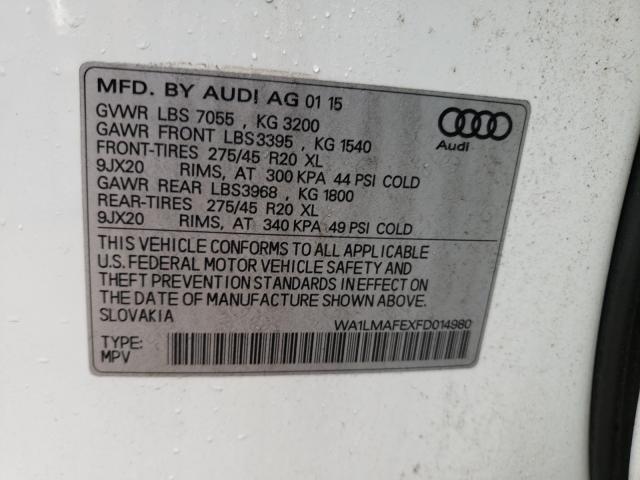 MFD. BY AUDI AG 01 15
GVWR LBS 7055 , KG 3200
GAWR FRONT LBS3395 , KG 1540
FRONT-TIRES 275/45 R20 XL
9JX20 RIMS, AT 300 KPA 44 PSI COLD
GAWR REAR LBS3968 , KG 1800
REAR-TIRES 275/45 R20 XL
9JX20 RIMS, AT 340 KPA 49 PSI COLD
Audi
THIS VEHICLE CONFORMS TO ALL APPLICABLE
U.S. FEDERAL MOTOR VEHICLE SAFETY AND
THEFT PREVENTION STANDARDS IN EFFECT ON
THE DATE OF MANUFACTURE SHOWN ABOVE.
SLOVAKIA
WA1LMAFEXFD014980
TYPE:
MPV